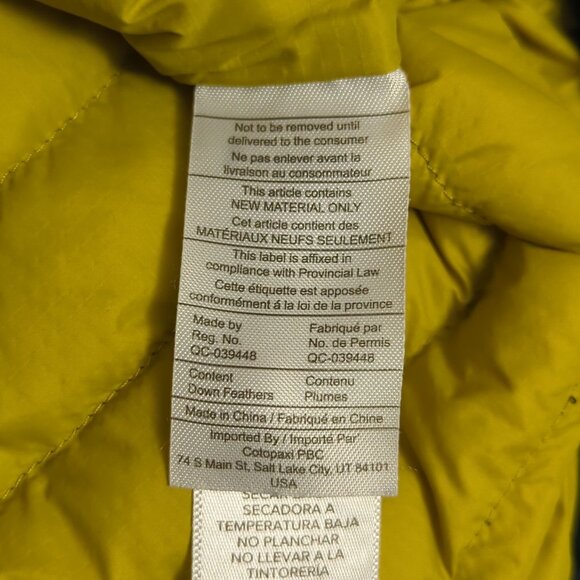 Not to be removed until
delivered to the consumer
Ne pas enlever avant la
livraison au consommateur
This article contains
NEW MATERIAL ONLY
Cet article contient des
MATÉRIAUX NEUFS SEULEMENT
This label is affixed in
compliance with Provincial Law
Cette étiquette est apposée
conformément á la loi de la province
Made by Fabriqué par
Reg. No. No. de Permis
QC-039448 QC-039448
Content Contenu
Down Feathers Plumes
Made in China / Fabriqué en Chine
Imported By / Importé Par
Cotopaxi PBC
74 S Main St, Salt Lake City, UT 84101
USA
SECADORA A
TEMPERATURA BAJA
NO PLANCHAR
NO LLEVAR A LA
TINTORERÍA